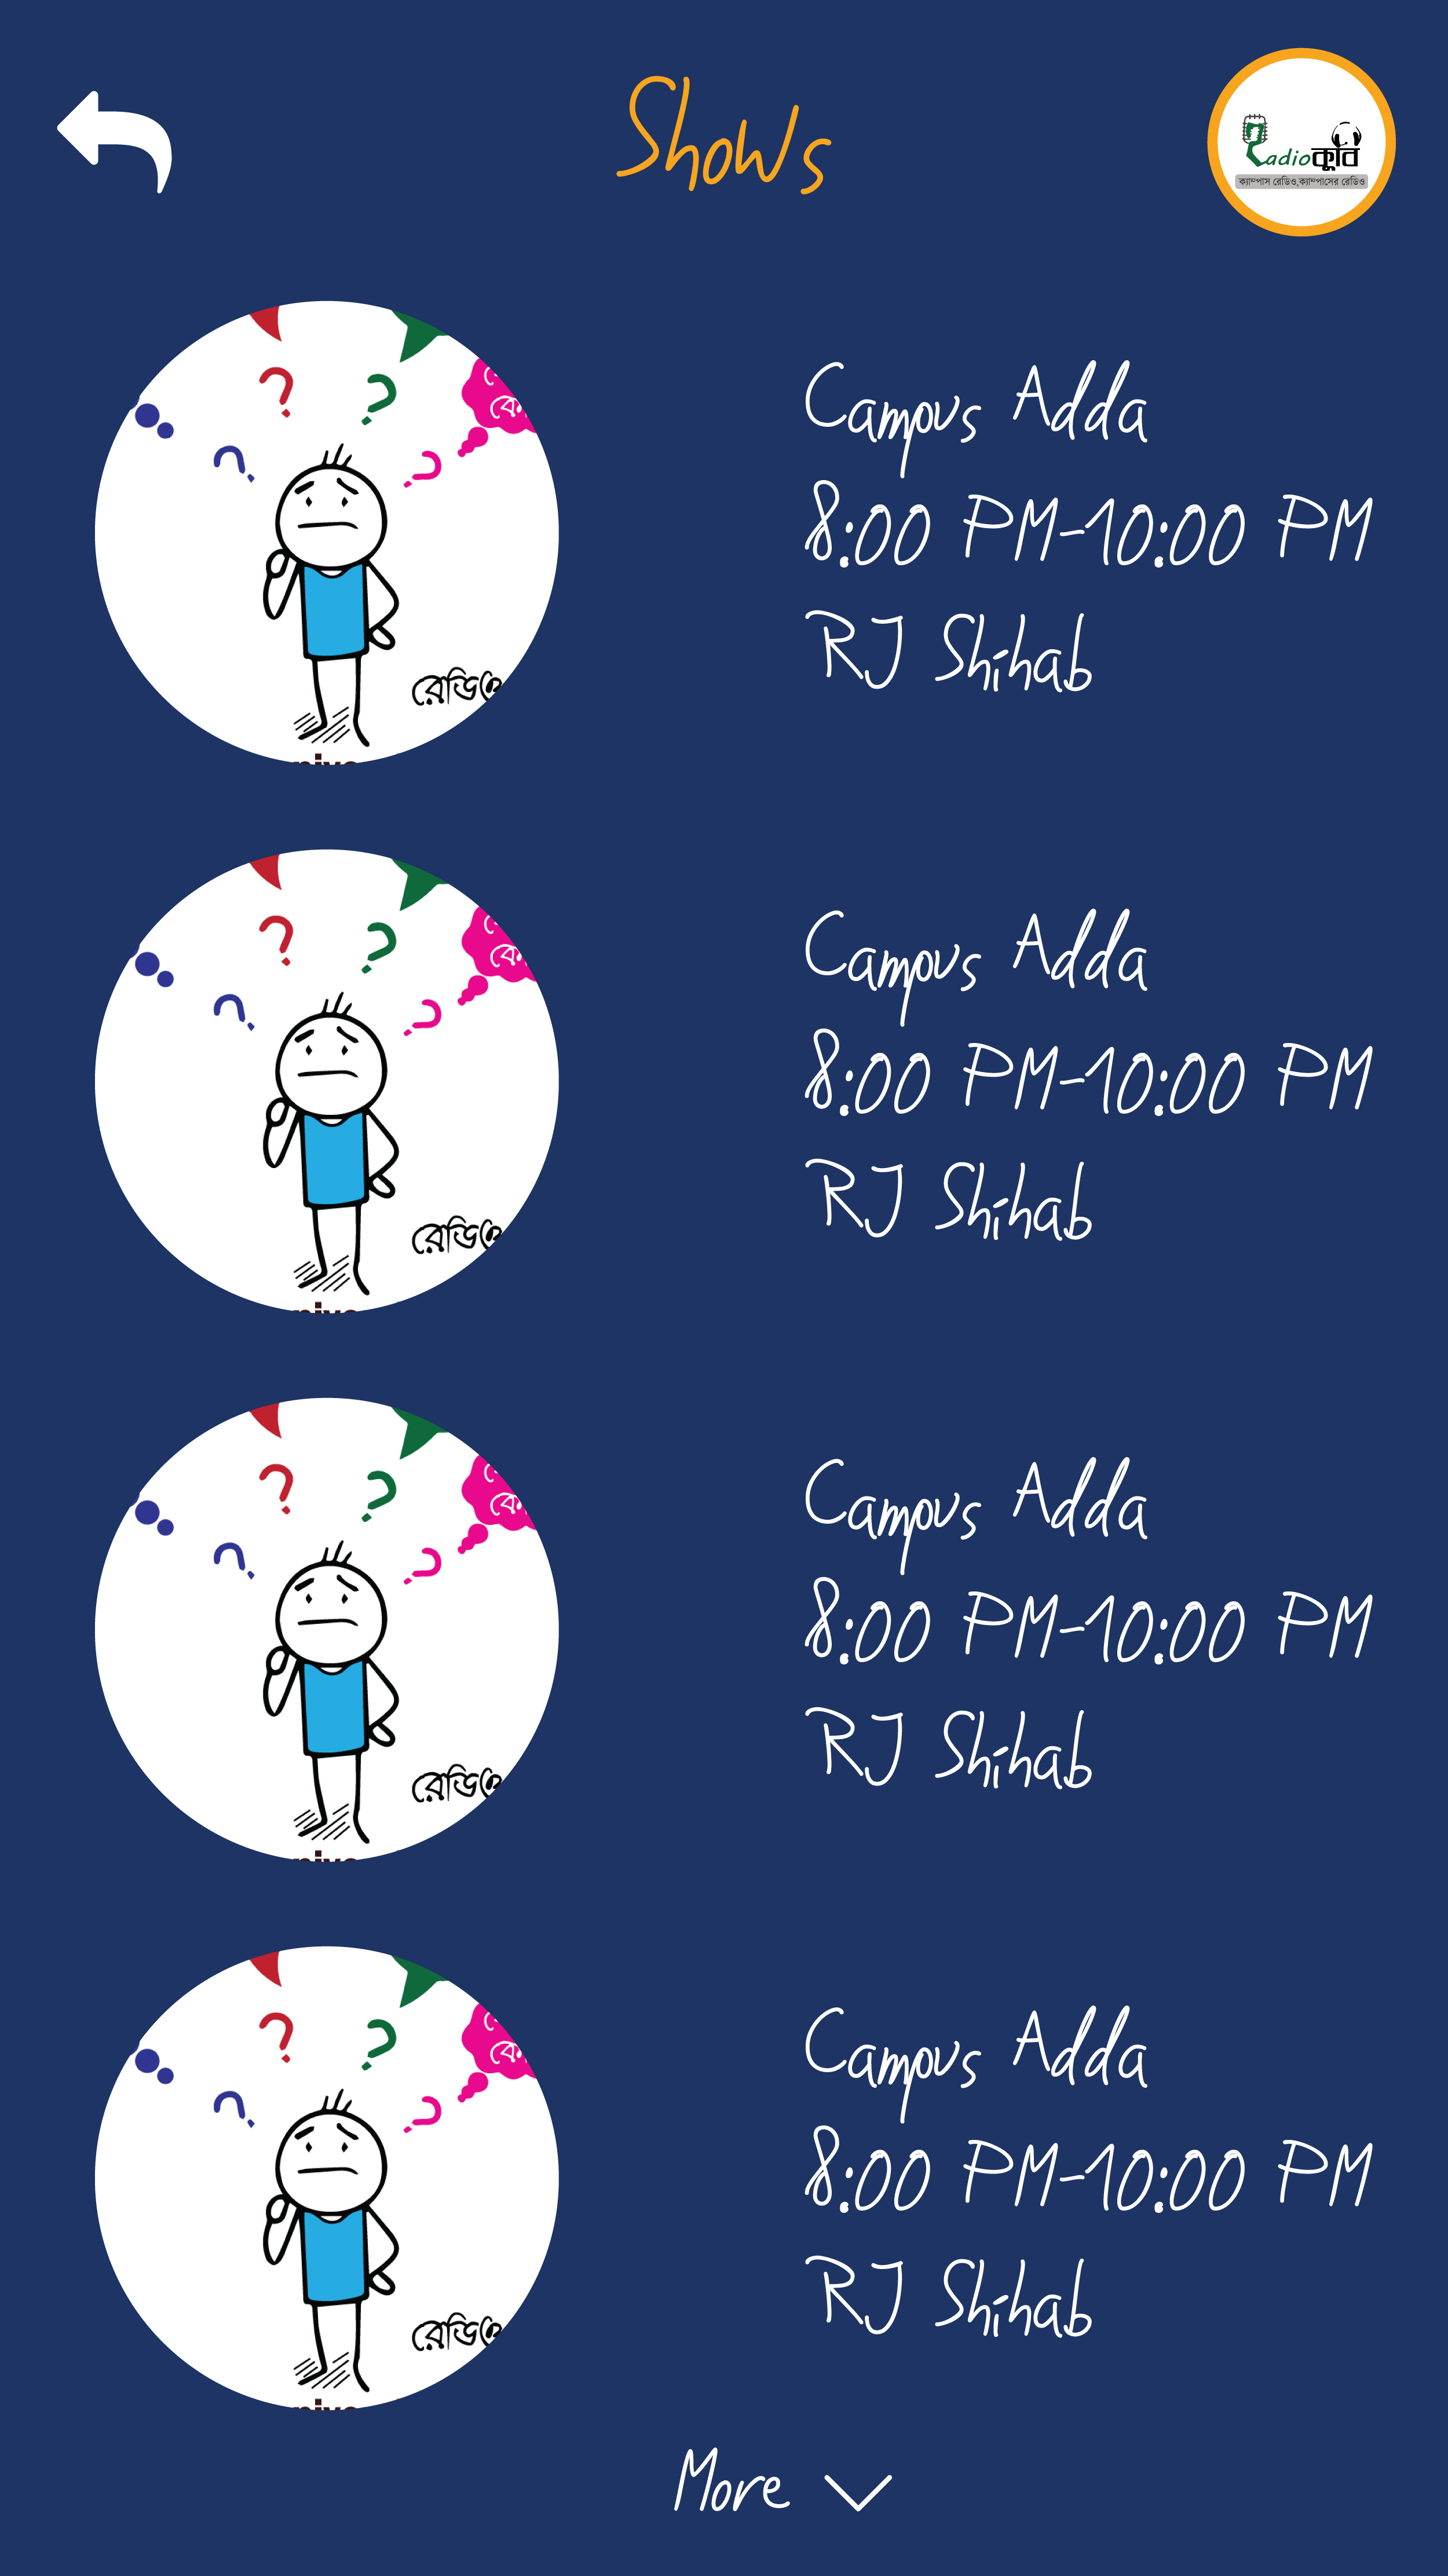 Shows
Radio কুবি
ক্যাম্পাস রেডিও,ক্যাম্পাসের রেডিও
Campus Adda
8:00 PM-10:00 PM
RJ Shihab
রেডিও
Campus Adda
8:00 PM-10:00 PM
RJ Shihab
রেডিও
Campus Adda
8:00 PM-10:00 PM
RJ Shihab
রেডিও
Campus Adda
8:00 PM-10:00 PM
RJ Shihab
রেডিও
More